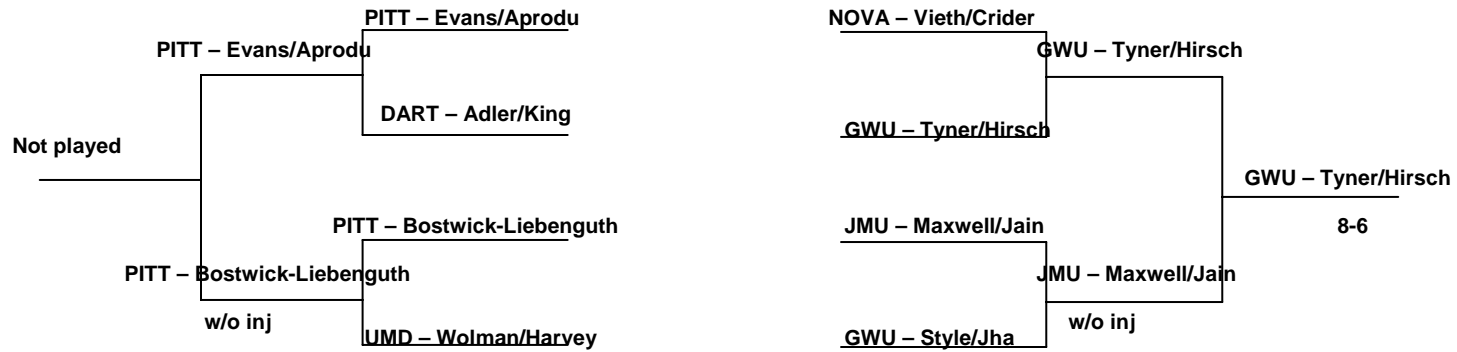 PITT – Evans/Aprodu
NOVA – Vieth/Crider
PITT – Evans/Aprodu
GWU – Tyner/Hirsch
DART – Adler/King
GWU – Tyner/Hirsch
Not played
GWU – Tyner/Hirsch
PITT – Bostwick-Liebenguth
JMU – Maxwell/Jain
8-6
PITT – Bostwick-Liebenguth
JMU – Maxwell/Jain
w/o inj
w/o inj
UMD – Wolman/Harvey
GWU – Style/Jha